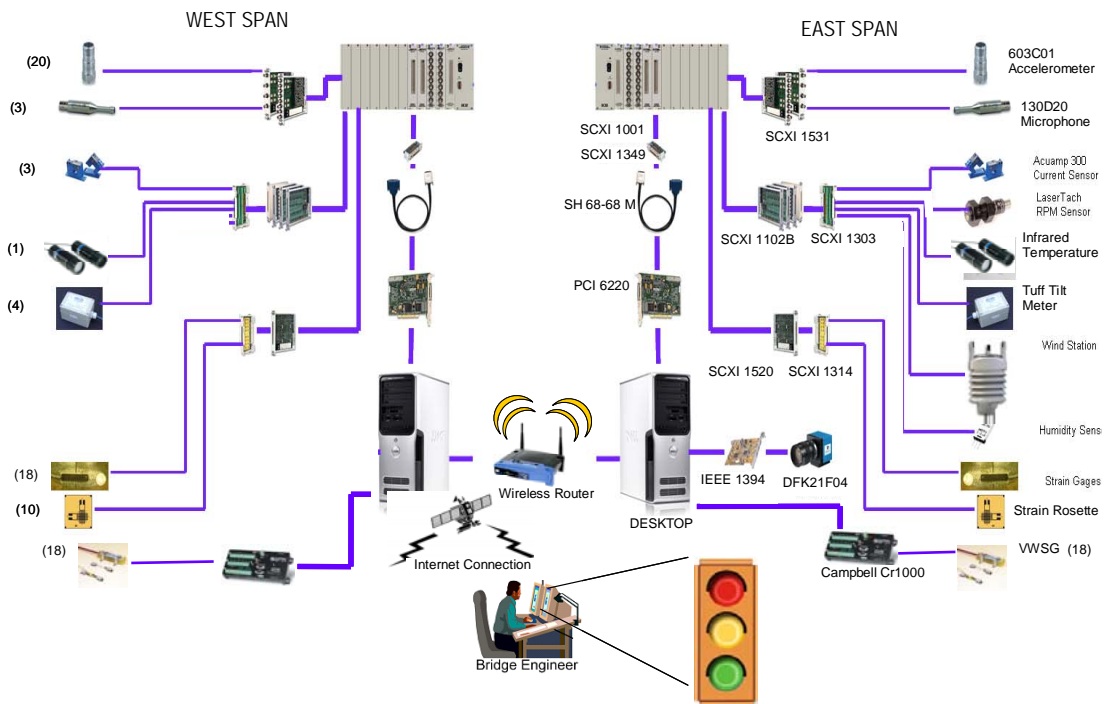 WEST SPAN
EAST SPAN
(20)
(3)
(3)
(1)
(4)
(18)
(10)
(18)
603C01
Accelerometer
130D20
Microphone
SCXI 1531
SCXI 1001
SCXI 1349
SH 68-68 M
PCI 6220
Acuamp 300
Current Sensor
LaserTach
RPM Sensor
SCXI 1102B
SCXI 1303
Infrared
Temperature
Tuff Tilt
Meter
Wind Station
SCXI 1520
SCXI 1314
Humidity Sens
Strain Gages
Strain Rosette
VWSG (18)
Wireless Router
IEEE 1394
DFK21F04
DESKTOP
Campbell Cr1000
Internet Connection
Bridge Engineer